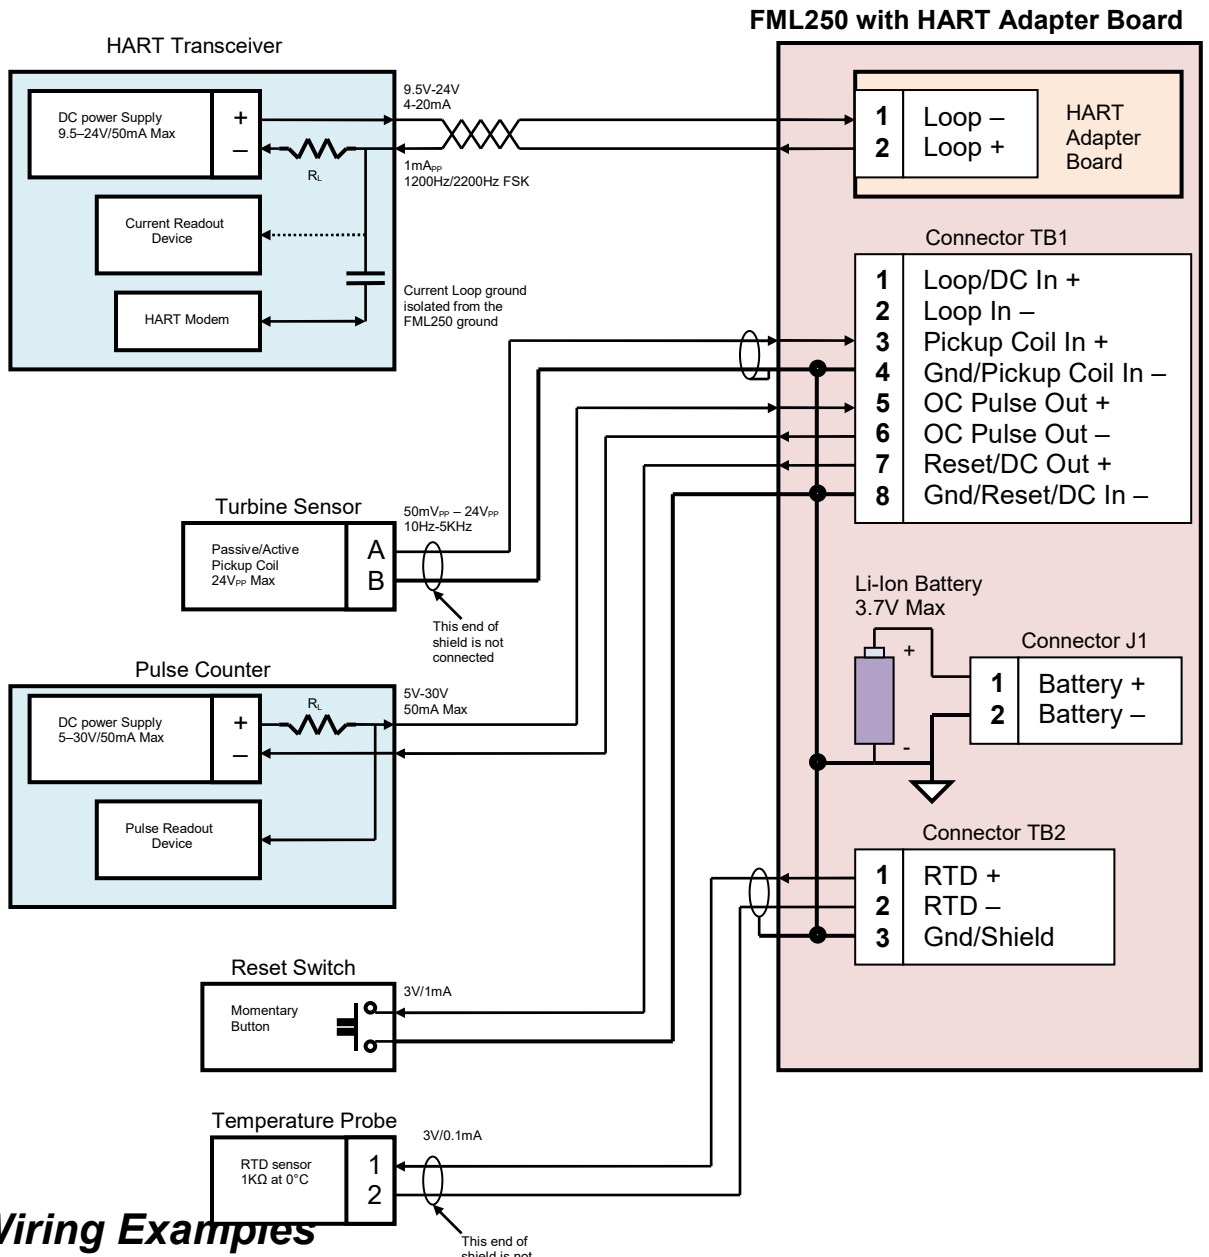 FML250 with HART Adapter Board
HART Transceiver
DC power Supply
9.5–24V/50mA Max
+
–
RL
Current Readout
Device
HART Modem
9.5V-24V
4-20mA
1mAPP
1200Hz/2200Hz FSK
Current Loop ground
isolated from the
FML250 ground
1 Loop –
2 Loop +
HART
Adapter
Board
Connector TB1
1 Loop/DC In +
2 Loop In –
3 Pickup Coil In +
4 Gnd/Pickup Coil In –
5 OC Pulse Out +
6 OC Pulse Out –
7 Reset/DC Out +
8 Gnd/Reset/DC In –
Turbine Sensor
Passive/Active
Pickup Coil
24VPP Max
A
B
50mVPP – 24VPP
10Hz-5KHz
This end of
shield is not
connected
Li-Ion Battery
3.7V Max
+
-
Connector J1
1 Battery +
2 Battery –
Pulse Counter
DC power Supply
5–30V/50mA Max
+
–
RL
Pulse Readout
Device
5V-30V
50mA Max
Connector TB2
1 RTD +
2 RTD –
3 Gnd/Shield
Reset Switch
Momentary
Button
3V/1mA
Temperature Probe
RTD sensor
1KΩ at 0°C
1
2
3V/0.1mA
This end of
shield is not
Wiring Examples